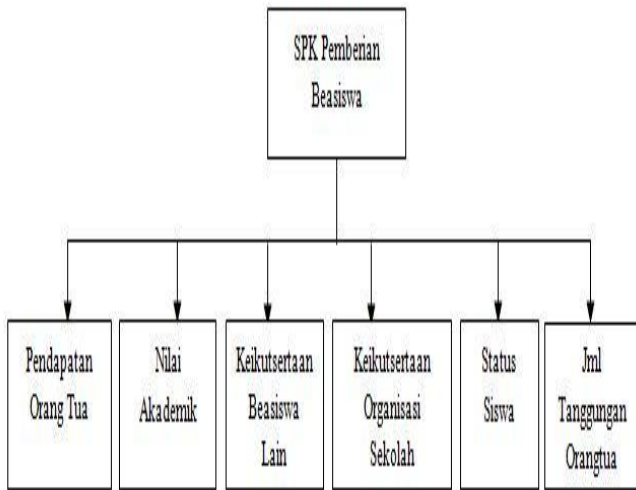 SPK Pemberian
Beasiswa
Pendapatan
Orang Tua
Nilai
Akademik
Keikutsertaan
Beasiswa
Lain
Keikutsertaan
Organisasi
Sekolah
Status
Siswa
Jml
Tanggungan
Orangtua